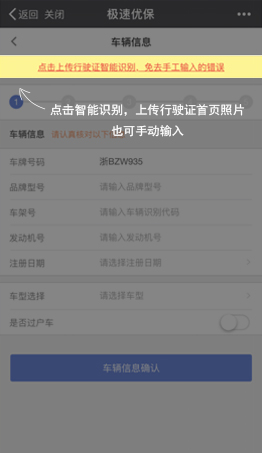 返回 关闭 极速优保
车辆信息
点击上传行驶证智能识别、免去手工输入的错误
1
点击智能识别，上传行驶证首页照片
也可手动输入
车辆信息 请认真核对以下
车牌号码 浙BZW935
品牌型号 请输入品牌型号
车架号 请输入车辆识别代码
发动机号 请输入发动机号
注册日期 请选择注册日期
车型选择 请选择车型
是否过户车
车辆信息确认